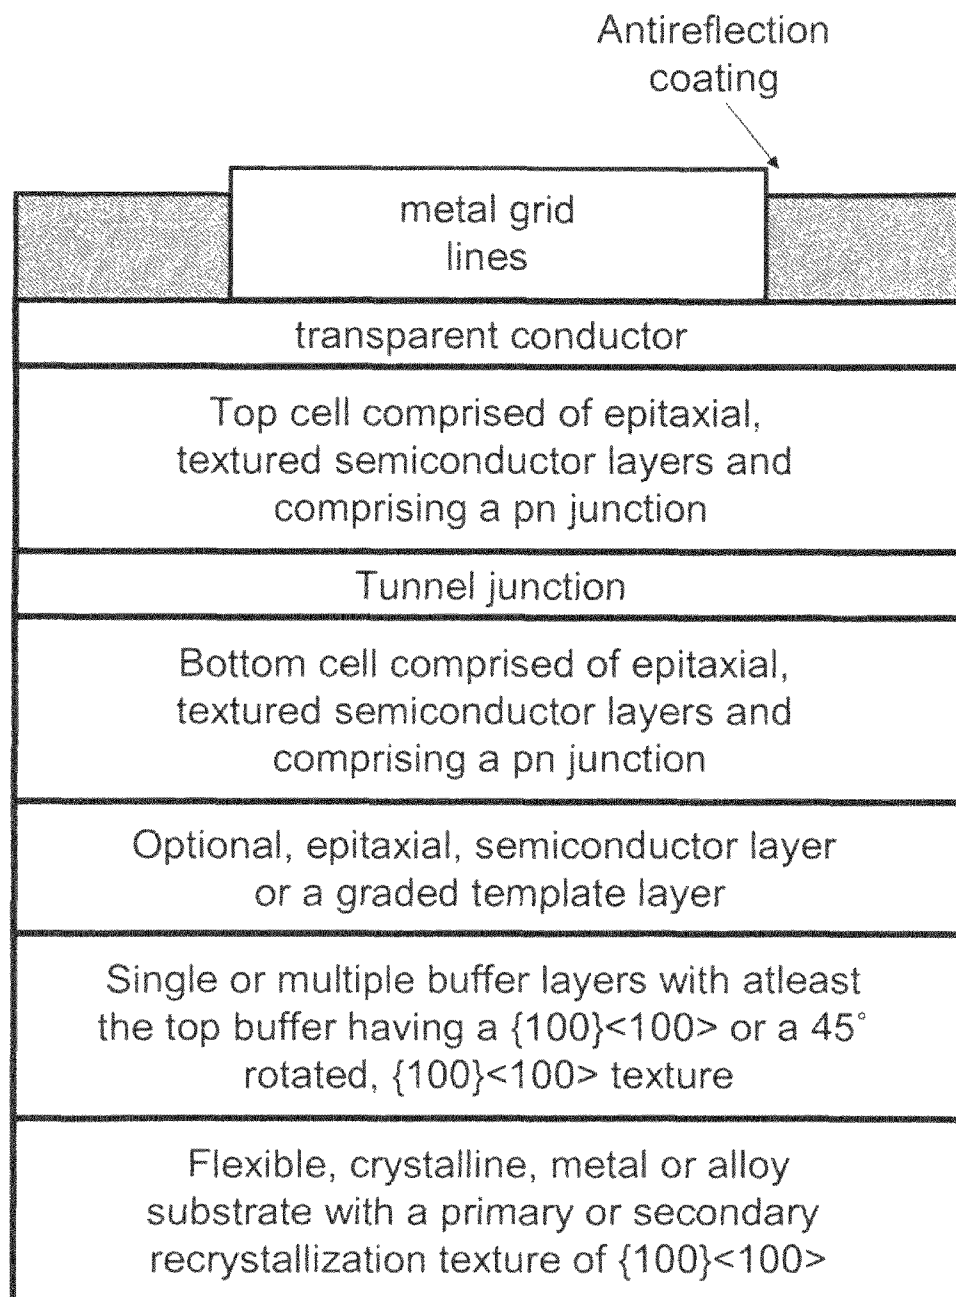 Antireflection
coating
metal grid
lines
transparent conductor
Top cell comprised of epitaxial,
textured semiconductor layers and
comprising a pn junction
Tunnel junction
Bottom cell comprised of epitaxial,
textured semiconductor layers and
comprising a pn junction
Optional, epitaxial, semiconductor layer
or a graded template layer
Single or multiple buffer layers with atleast
the top buffer having a {100}<100> or a 45°
rotated, {100}<100> texture
Flexible, crystalline, metal or alloy
substrate with a primary or secondary
recrystallization texture of {100}<100>